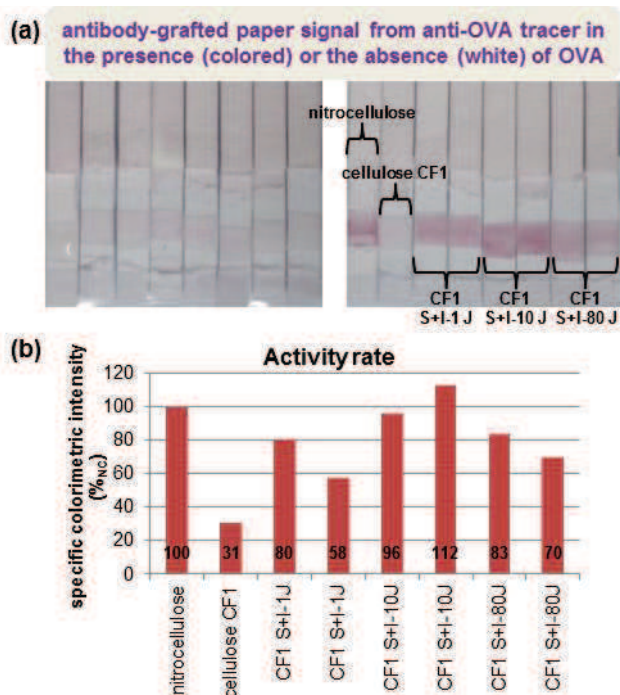 (a)
antibody-grafted paper signal from anti-OVA tracer in
the presence (colored) or the absence (white) of OVA
nitrocellulose
cellulose CF1
CF1 CF1 CF1
S+I-1 J S+I-10 J S+I-80 J
(b)
Activity rate
specific colorimetric intensity
(%NC)
120
100
80
60
40
20
0
100 31 80 58 96 112 83 70
nitrocellulose
cellulose CF1
CF1 S+I-1J
CF1 S+I-1J
CF1 S+I-10J
CF1 S+I-10J
CF1 S+I-80J
CF1 S+I-80J